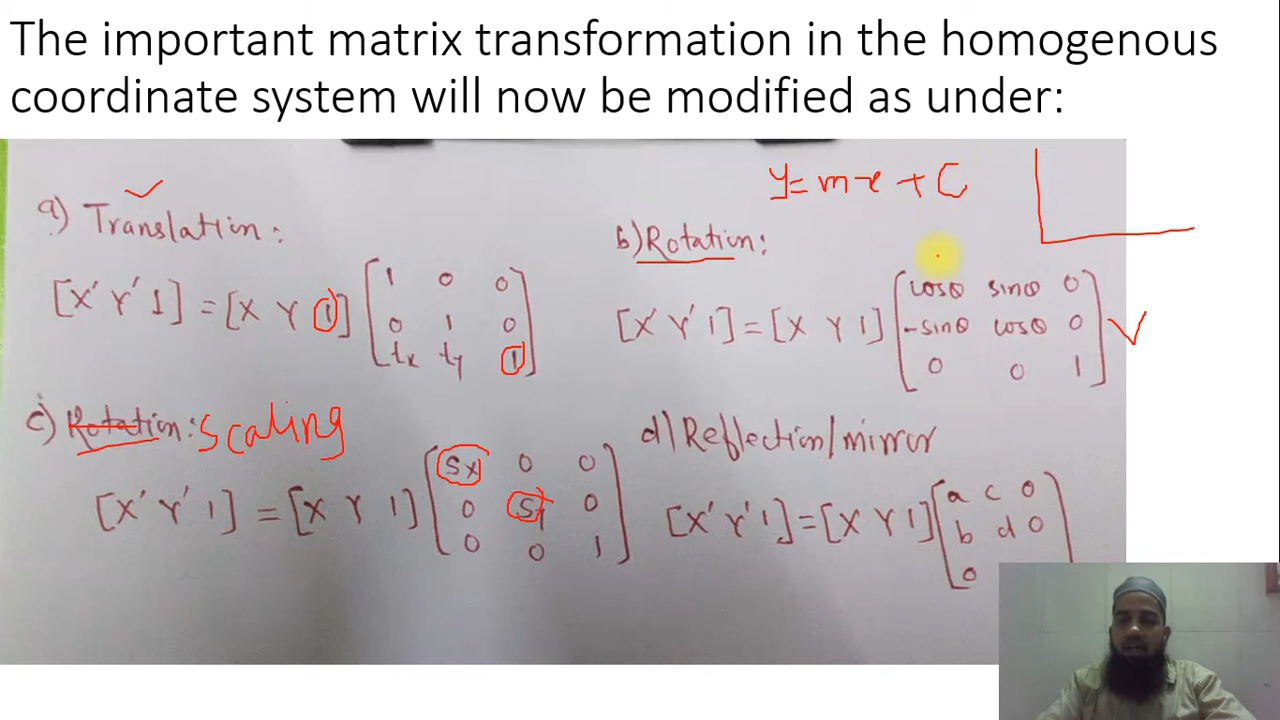 The important matrix transformation in the homogenous
coordinate system will now be modified as under:
y=mx+C
a) Translation:
[X' Y' 1] = [X Y 1] [1 0 0
0 1 0
tx ty 1]
b) Rotation:
[X' Y' 1] = [X Y 1] [cosθ sinθ 0
-sinθ cosθ 0
0 0 1]
c) Rotation: Scaling
[X' Y' 1] = [X Y 1] [Sx 0 0
0 Sy 0
0 0 1]
d) Reflection/mirror
[X' Y' 1] = [X Y 1] [a c 0
b d 0
0